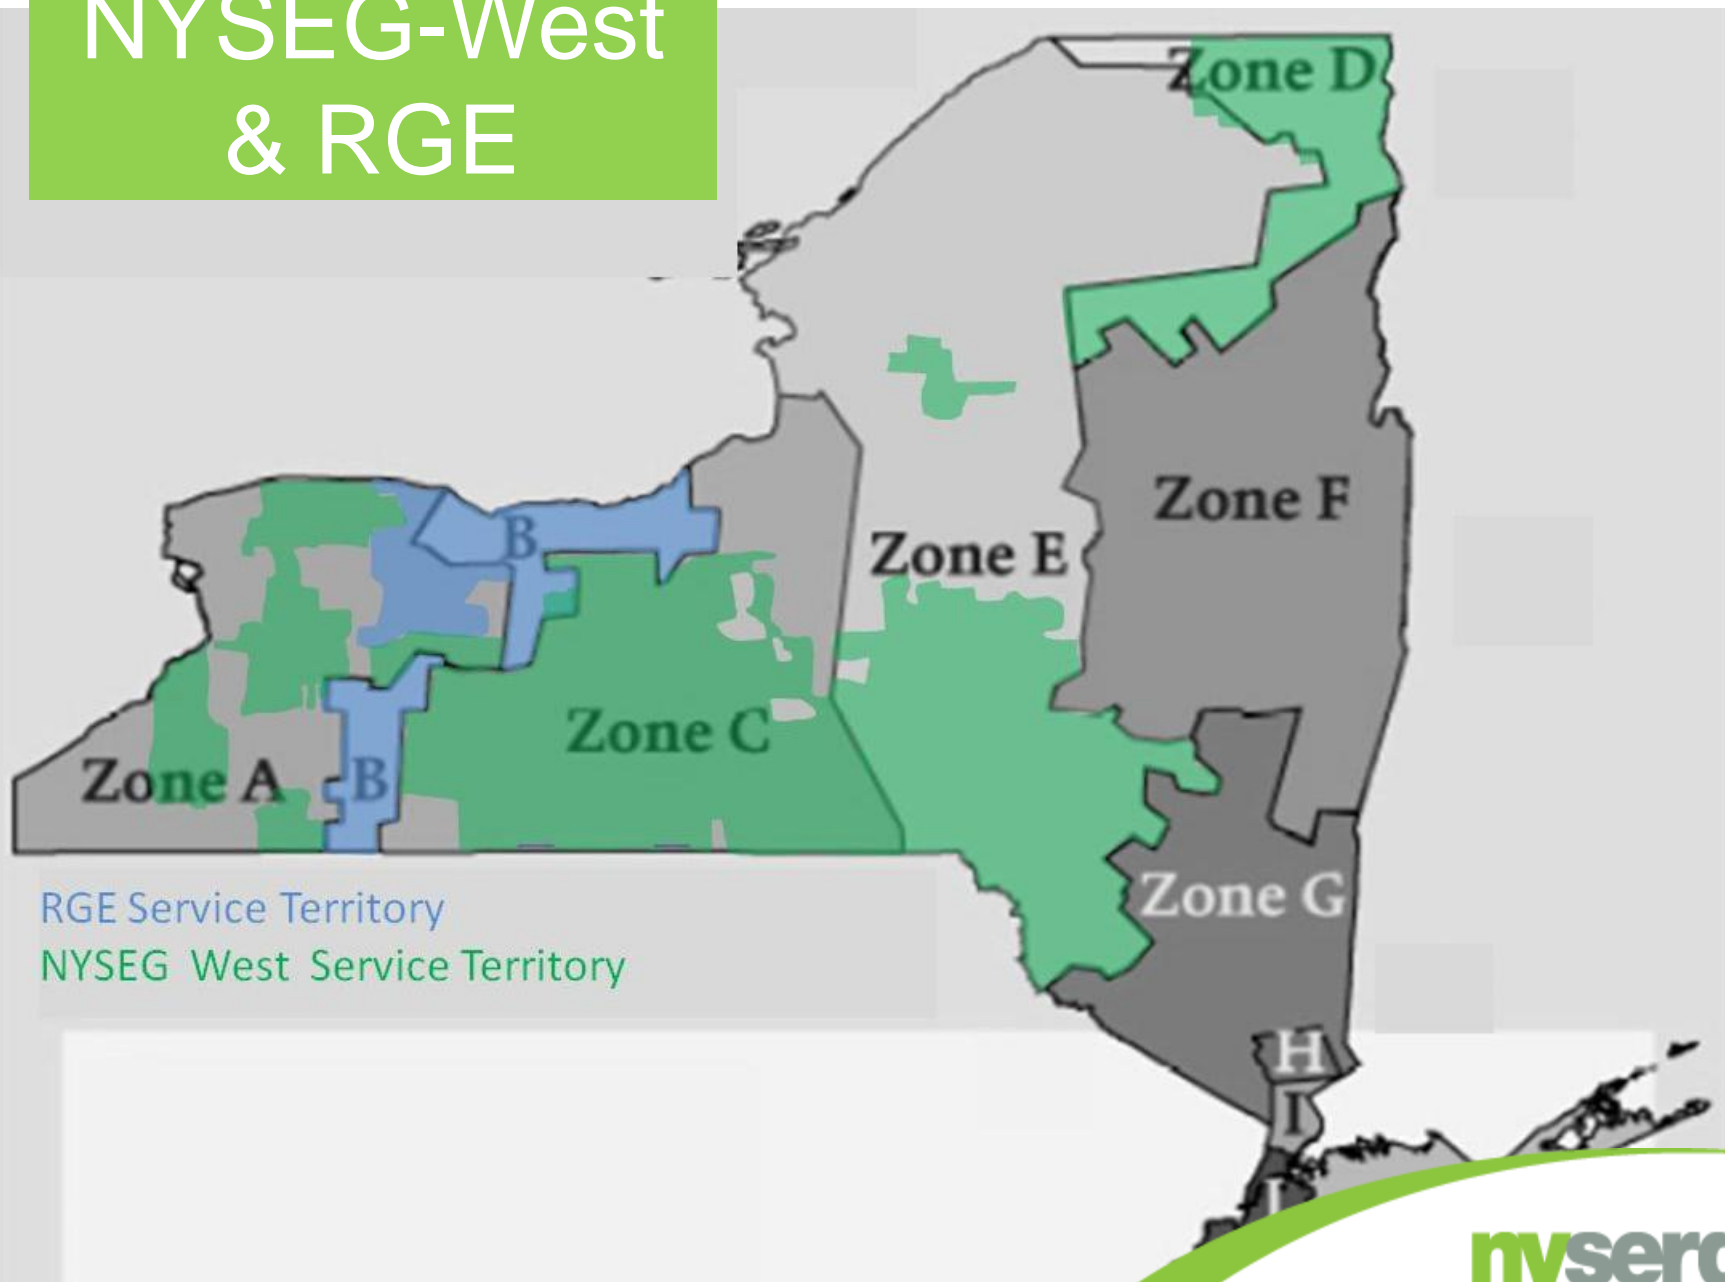 NYSEG-West
& RGE
Zone D
Zone F
B
Zone E
Zone C
Zone A
B
Zone G
RGE Service Territory
NYSEG West Service Territory
H
I